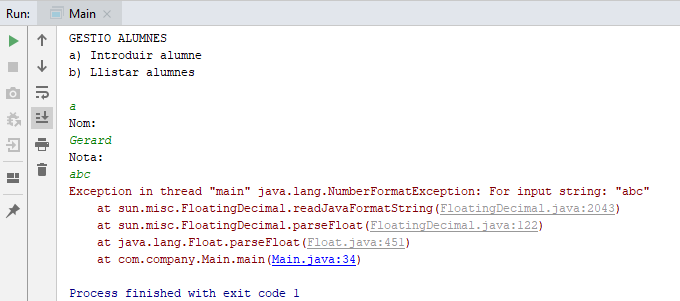 Run: Main
GESTIO ALUMNES
a) Introduir alumne
b) Llistar alumnes
a
Nom:
Gerard
Nota:
abc
Exception in thread "main" java.lang.NumberFormatException: For input string: "abc"
at sun.misc.FloatingDecimal.readJavaFormatString(FloatingDecimal.java:2043)
at sun.misc.FloatingDecimal.parseFloat(FloatingDecimal.java:122)
at java.lang.Float.parseFloat(Float.java:451)
at com.company.Main.main(Main.java:34)
Process finished with exit code 1